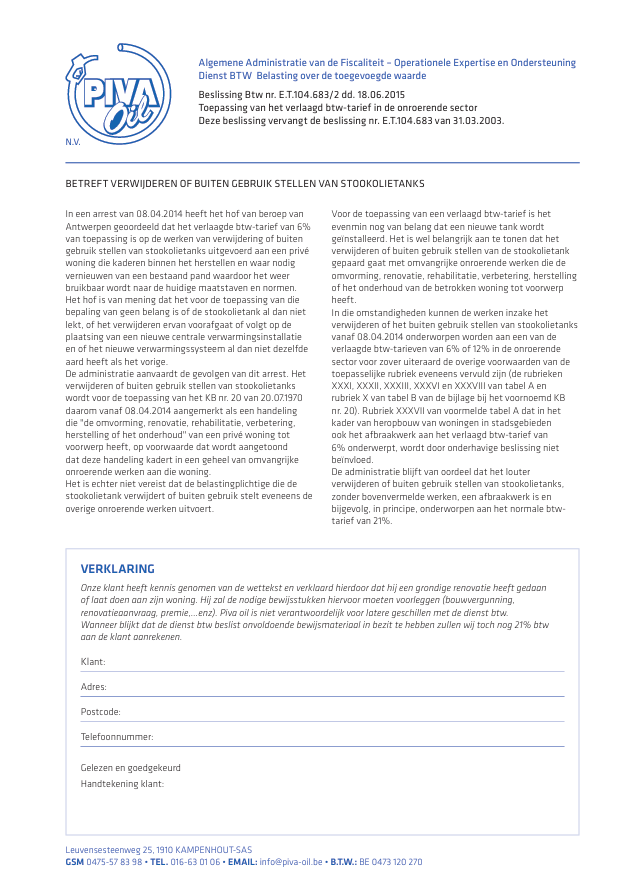 PIVA
Oil
N.V.
Algemene Administratie van de Fiscaliteit – Operationele Expertise en Ondersteuning
Dienst BTW Belasting over de toegevoegde waarde
Beslissing Btw nr. E.T.104.683/2 dd. 18.06.2015
Toepassing van het verlaagd btw-tarief in de onroerende sector
Deze beslissing vervangt de beslissing nr. E.T.104.683 van 31.03.2003.
BETREFT VERWIJDEREN OF BUITEN GEBRUIK STELLEN VAN STOOKOLIETANKS
In een arrest van 08.04.2014 heeft het hof van beroep van
Antwerpen geoordeeld dat het verlaagde btw-tarief van 6%
van toepassing is op de werken van verwijdering of buiten
gebruik stellen van stookolietanks uitgevoerd aan een privé
woning die kaderen binnen het herstellen en waar nodig
vernieuwen van een bestaand pand waardoor het weer
bruikbaar wordt naar de huidige maatstaven en normen.
Het hof is van mening dat het voor de toepassing van die
bepaling van geen belang is of de stookolietank al dan niet
lekt, of het verwijderen ervan voorafgaat of volgt op de
plaatsing van een nieuwe centrale verwarmingsinstallatie
en of het nieuwe verwarmingssysteem al dan niet dezelfde
aard heeft als het vorige.
De administratie aanvaardt de gevolgen van dit arrest. Het
verwijderen of buiten gebruik stellen van stookolietanks
wordt voor de toepassing van het KB nr. 20 van 20.07.1970
daarom vanaf 08.04.2014 aangemerkt als een handeling
die "de omvorming, renovatie, rehabilitatie, verbetering,
herstelling of het onderhoud" van een privé woning tot
voorwerp heeft, op voorwaarde dat wordt aangetoond
dat deze handeling kadert in een geheel van omvangrijke
onroerende werken aan die woning.
Het is echter niet vereist dat de belastingplichtige die de
stookolietank verwijdert of buiten gebruik stelt eveneens de
overige onroerende werken uitvoert.
Voor de toepassing van een verlaagd btw-tarief is het
evenmin nog van belang dat een nieuwe tank wordt
geïnstalleerd. Het is wel belangrijk aan te tonen dat het
verwijderen of buiten gebruik stellen van de stookolietank
gepaard gaat met omvangrijke onroerende werken die de
omvorming, renovatie, rehabilitatie, verbetering, herstelling
of het onderhoud van de betrokken woning tot voorwerp
heeft.
In die omstandigheden kunnen de werken inzake het
verwijderen of het buiten gebruik stellen van stookolietanks
vanaf 08.04.2014 onderworpen worden aan een van de
verlaagde btw-tarieven van 6% of 12% in de onroerende
sector voor zover uiteraard de overige voorwaarden van de
toepasselijke rubriek eveneens vervuld zijn (de rubrieken
XXXI, XXXII, XXXIII, XXXVI en XXXVIII van tabel A en
rubriek X van tabel B van de bijlage bij het voornoemd KB
nr. 20). Rubriek XXXVII van voormelde tabel A dat in het
kader van heropbouw van woningen in stadsgebieden
ook het afbraakwerk aan het verlaagd btw-tarief van
6% onderwerpt, wordt door onderhavige beslissing niet
beïnvloed.
De administratie blijft van oordeel dat het louter
verwijderen of buiten gebruik stellen van stookolietanks,
zonder bovenvermelde werken, een afbraakwerk is en
bijgevolg, in principe, onderworpen aan het normale btw-
tarief van 21%.
VERKLARING
Onze klant heeft kennis genomen van de wettekst en verklaard hierdoor dat hij een grondige renovatie heeft gedaan
of laat doen aan zijn woning. Hij zal de nodige bewijsstukken hiervoor moeten voorleggen (bouwvergunning,
renovatieaanvraag, premie,...enz). Piva oil is niet verantwoordelijk voor latere geschillen met de dienst btw.
Wanneer blijkt dat de dienst btw beslist onvoldoende bewijsmateriaal in bezit te hebben zullen wij toch nog 21% btw
aan de klant aanrekenen.
Klant:
Adres:
Postcode:
Telefoonnummer:
Gelezen en goedgekeurd
Handtekening klant:
Leuvensesteenweg 25, 1910 KAMPENHOUT-SAS
GSM 0475-57 83 98 • TEL. 016-63 01 06 • EMAIL: info@piva-oil.be • B.T.W.: BE 0473 120 270